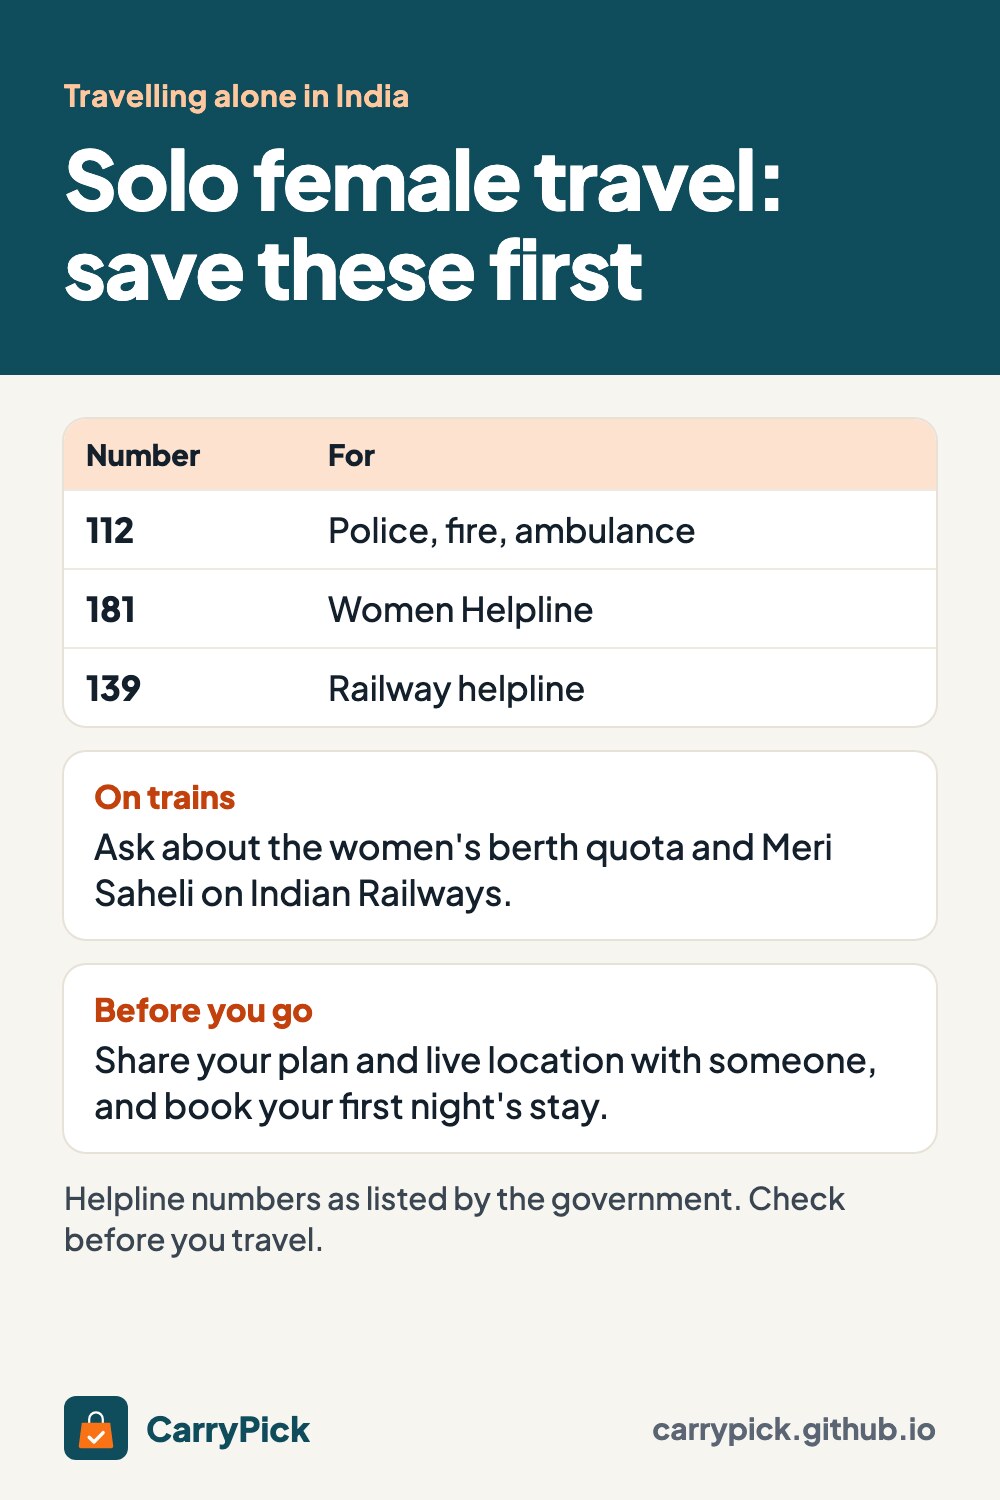 Travelling alone in India
Solo female travel:
save these first
Number For
112 Police, fire, ambulance
181 Women Helpline
139 Railway helpline
On trains
Ask about the women's berth quota and Meri
Saheli on Indian Railways.
Before you go
Share your plan and live location with someone,
and book your first night's stay.
Helpline numbers as listed by the government. Check
before you travel.
CarryPick carrypick.github.io